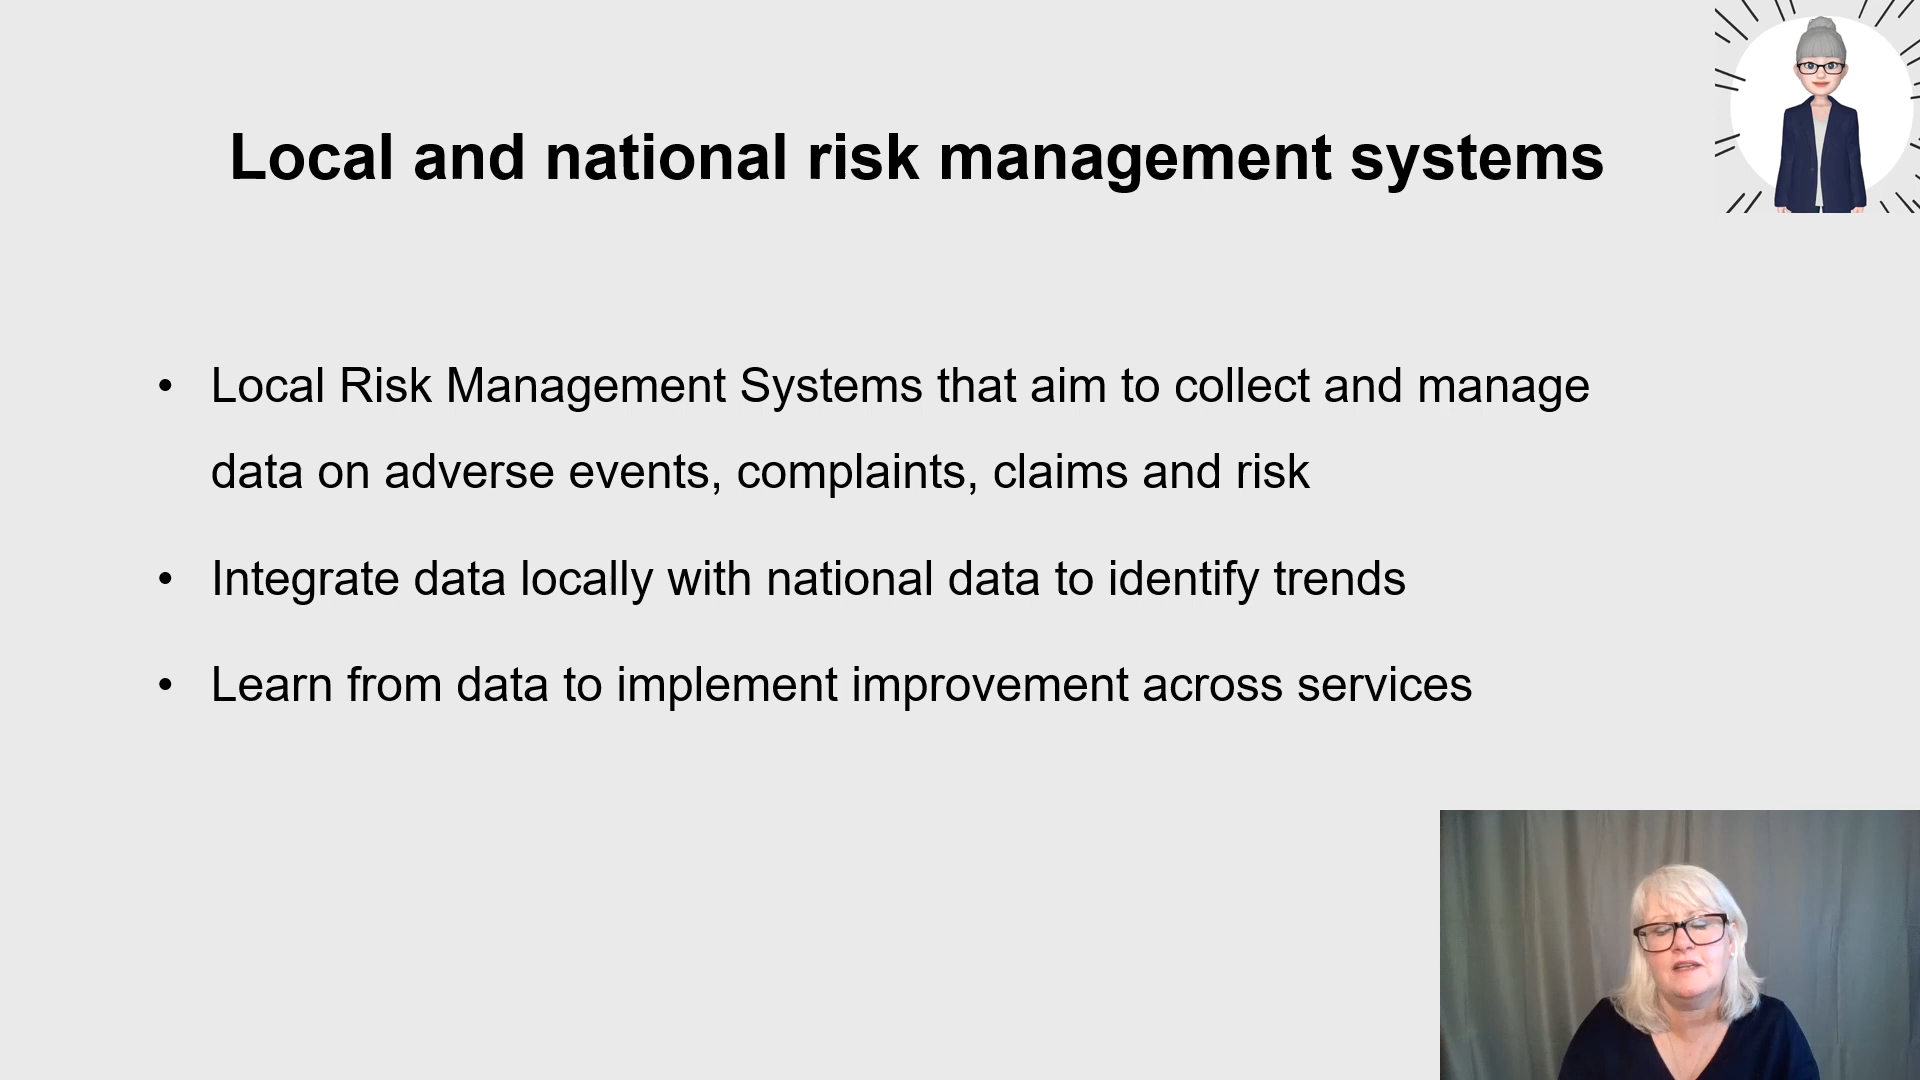 Local and national risk management systems
• Local Risk Management Systems that aim to collect and manage
data on adverse events, complaints, claims and risk
• Integrate data locally with national data to identify trends
• Learn from data to implement improvement across services